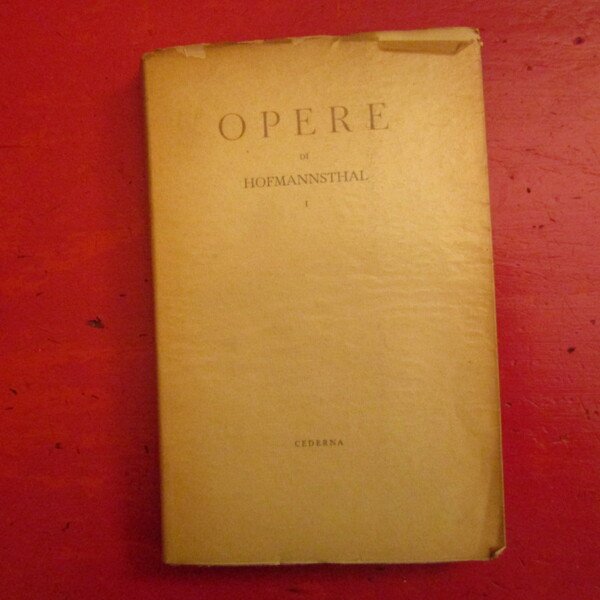 OPERE
DI
HOFMANNSTHAL
I
CEDERNA